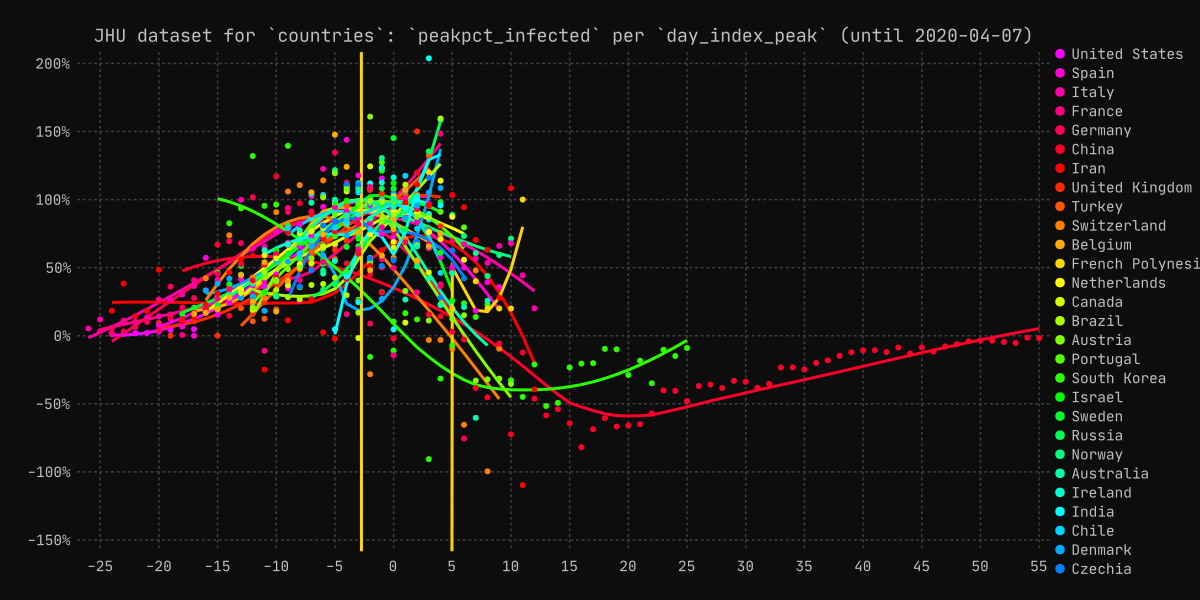 JHU dataset for `countries`: `peakpct_infected` per `day_index_peak` (until 2020-04-07)
200%
150%
100%
50%
0%
-50%
-100%
-150%
-25 -20 -15 -10 -5 0 5 10 15 20 25 30 35 40 45 50 55
United States
Spain
Italy
France
Germany
China
Iran
United Kingdom
Turkey
Switzerland
Belgium
French Polynesi
Netherlands
Canada
Brazil
Austria
Portugal
South Korea
Israel
Sweden
Russia
Norway
Australia
Ireland
India
Chile
Denmark
Czechia